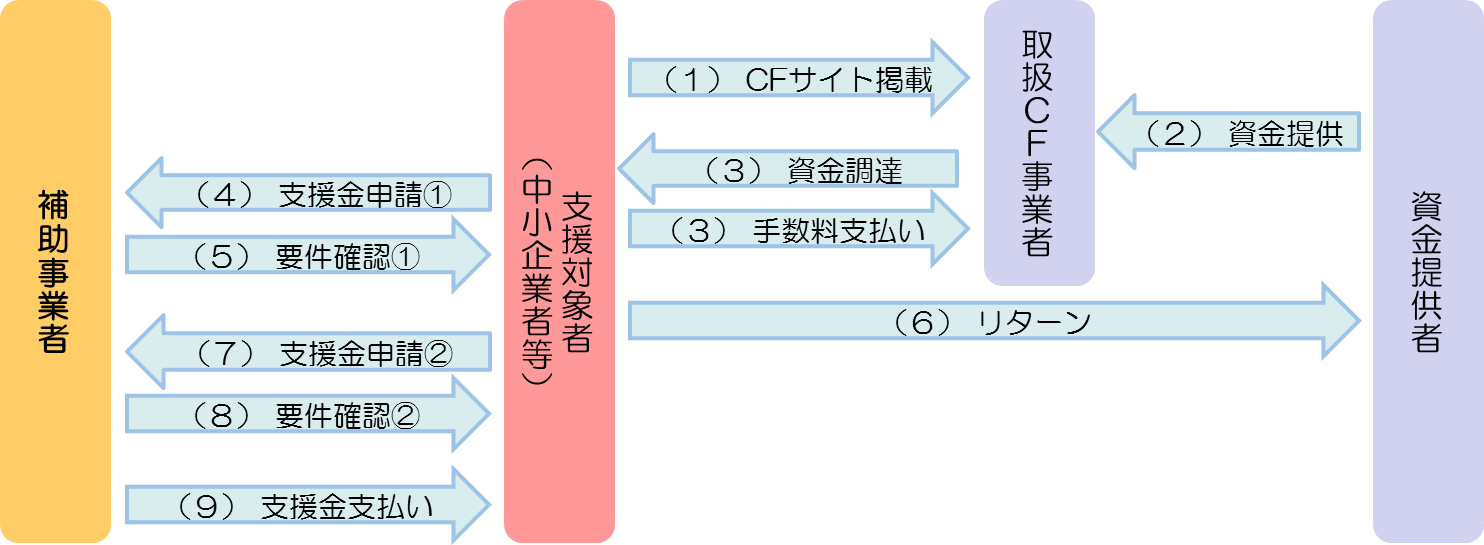 補助事業者
支援対象者
（中小企業者等）
取扱ＣＦ事業者
資金提供者
（１） CFサイト掲載
（２） 資金提供
（３） 資金調達
（３） 手数料支払い
（４） 支援金申請①
（５） 要件確認①
（６） リターン
（７） 支援金申請②
（８） 要件確認②
（９） 支援金支払い